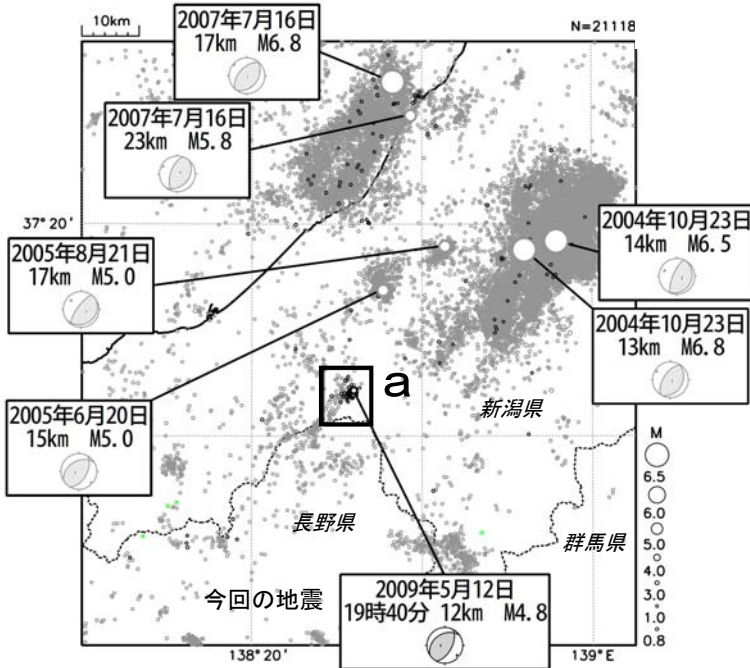 10km
N=21118
2007年7月16日
17km M6.8
2007年7月16日
23km M5.8
37°20'
2005年8月21日
17km M5.0
2004年10月23日
14km M6.5
2004年10月23日
13km M6.8
2005年6月20日
15km M5.0
a
新潟県
長野県
群馬県
今回の地震
2009年5月12日
19時40分 12km M4.8
M
6.5
6.0
5.0
4.0
3.0
1.0
0.8
138°20'
139°E